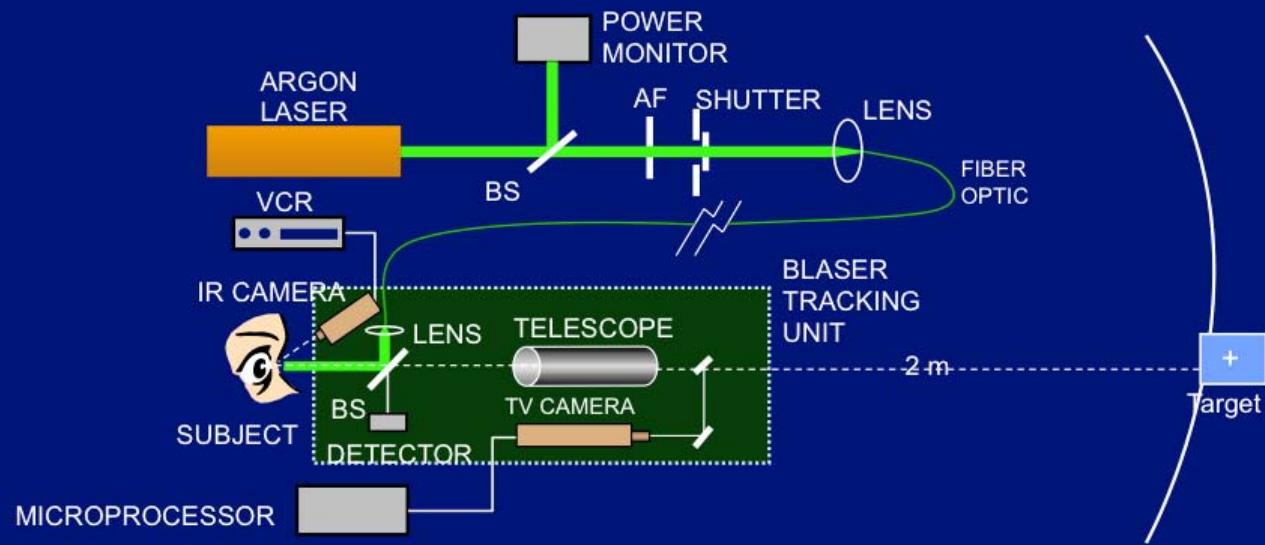 POWER
MONITOR
ARGON
LASER
AF
SHUTTER
LENS
BS
FIBER
OPTIC
VCR
IR CAMERA
BLASER
TRACKING
UNIT
LENS
TELESCOPE
2 m
+
BS
TV CAMERA
Target
SUBJECT
DETECTOR
MICROPROCESSOR